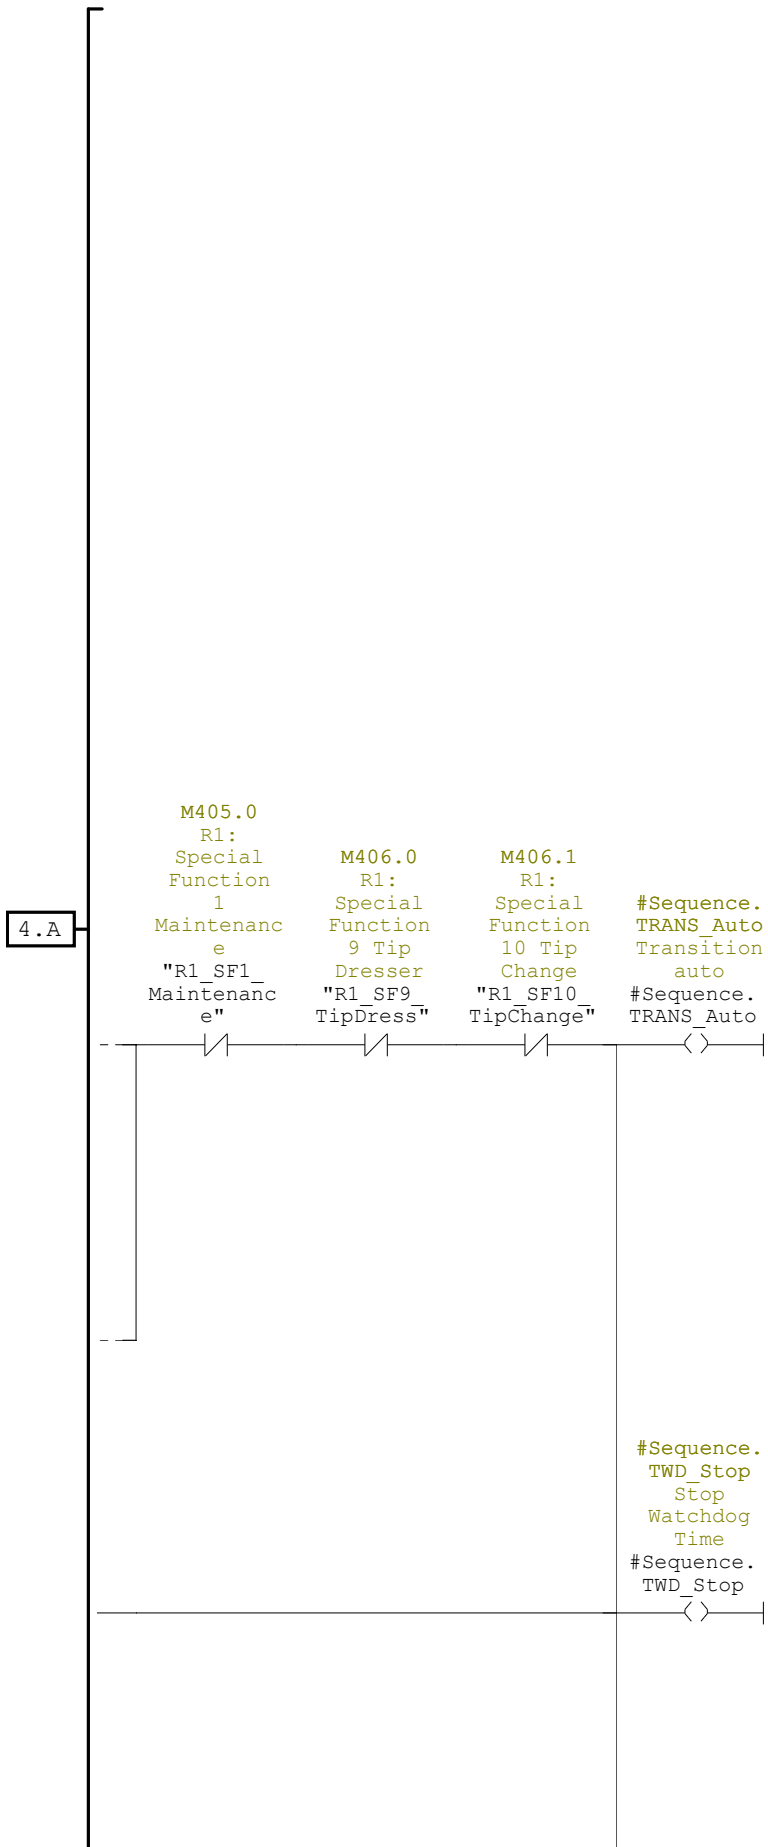 4.A
M405.0
R1:
Special
Function
1
Maintenanc
e
"R1_SF1_
Maintenanc
e"
M406.0
R1:
Special
Function
9 Tip
Dresser
"R1_SF9_
TipDress"
M406.1
R1:
Special
Function
10 Tip
Change
"R1_SF10_
TipChange"
#Sequence.
TRANS_Auto
Transition
auto
#Sequence.
TRANS_Auto
#Sequence.
TWD_Stop
Stop
Watchdog
Time
#Sequence.
TWD_Stop